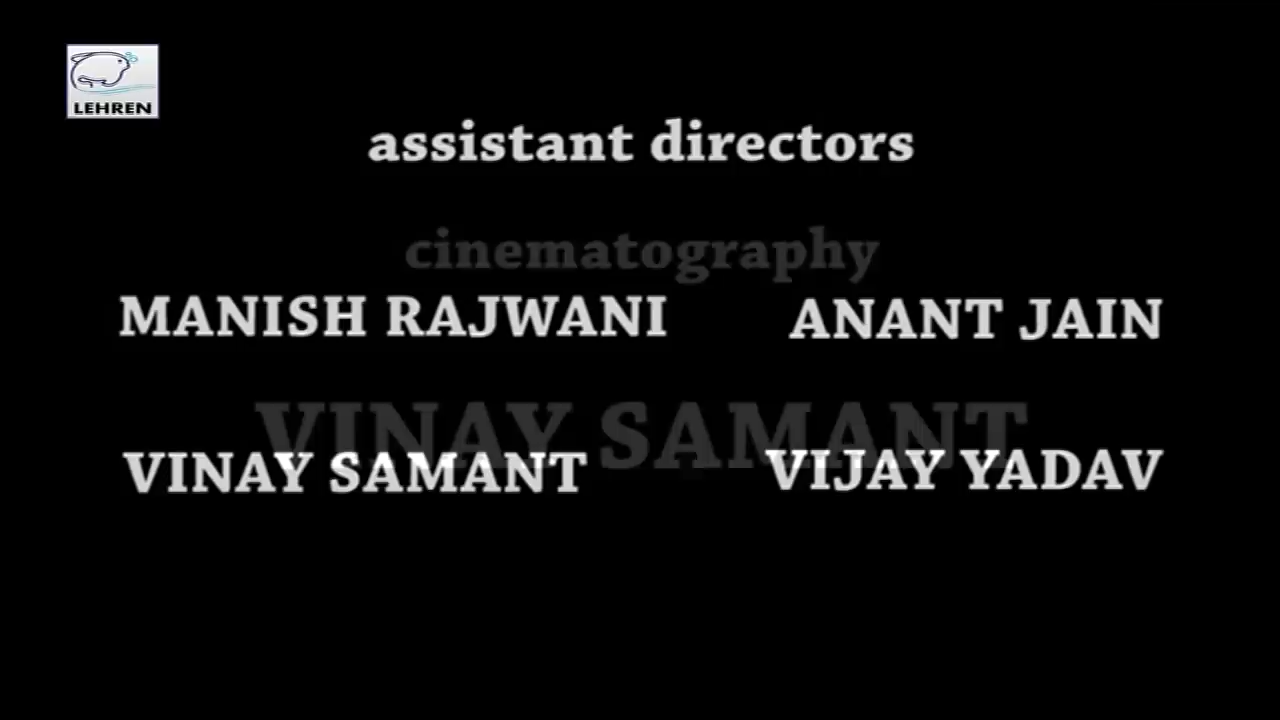 LEHREN
assistant directors
cinematography
MANISH RAJWANI ANANT JAIN
VINAY SAMANT
VINAY SAMANT VIJAY YADAV